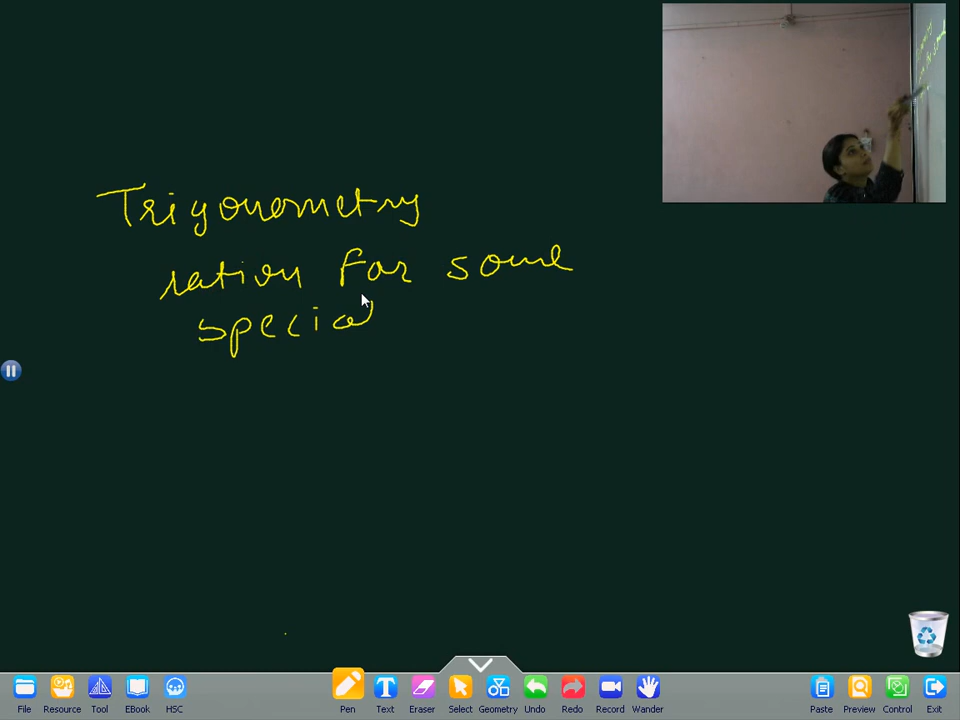 Trigonometry
ration for some
special
File Resource Tool EBook HSC Pen Text Eraser Select Geometry Undo Redo Record Wander Paste Preview Control Exit